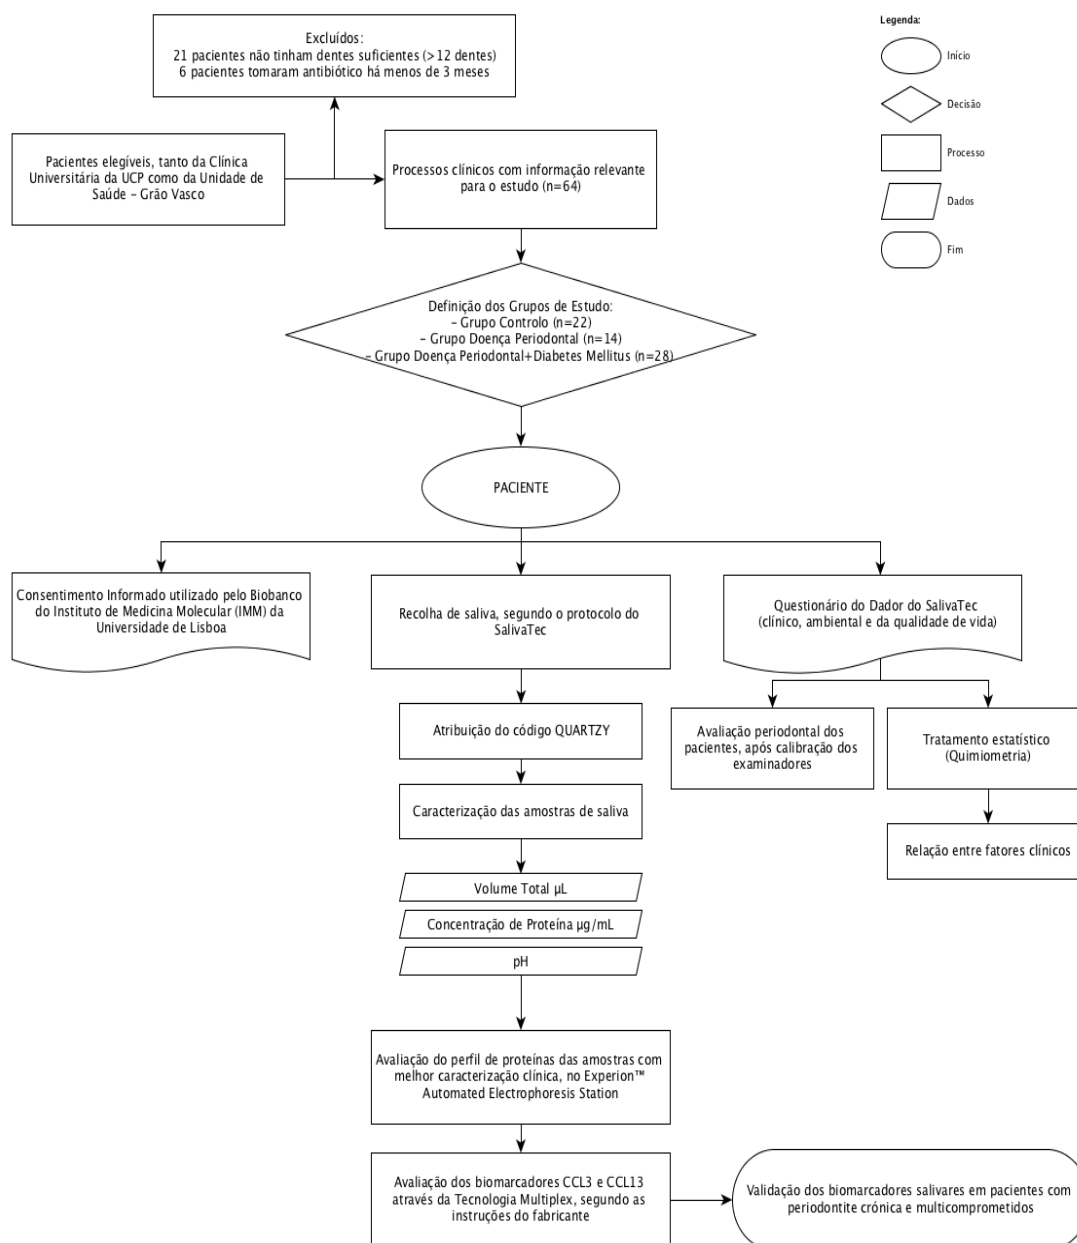 Excluídos:
21 pacientes não tinham dentes suficientes (>12 dentes)
6 pacientes tomaram antibiótico há menos de 3 meses
Legenda:
Início
Decisão
Processo
Dados
Fim
Pacientes elegíveis, tanto da Clínica
Universitária da UCP como da Unidade de
Saúde – Grão Vasco
Processos clínicos com informação relevante
para o estudo (n=64)
Definição dos Grupos de Estudo:
– Grupo Controlo (n=22)
– Grupo Doença Periodontal (n=14)
– Grupo Doença Periodontal+Diabetes Mellitus (n=28)
PACIENTE
Consentimento Informado utilizado pelo Biobanco
do Instituto de Medicina Molecular (IMM) da
Universidade de Lisboa
Recolha de saliva, segundo o protocolo do
SalivaTec
Questionário do Dador do SalivaTec
(clínico, ambiental e da qualidade de vida)
Atribuição do código QUARTZY
Avaliação periodontal dos
pacientes, após calibração dos
examinadores
Tratamento estatístico
(Quimiometria)
Caracterização das amostras de saliva
Relação entre fatores clínicos
Volume Total µL
Concentração de Proteína µg/mL
pH
Avaliação do perfil de proteínas das amostras com
melhor caracterização clínica, no Experion™
Automated Electrophoresis Station
Avaliação dos biomarcadores CCL3 e CCL13
através da Tecnologia Multiplex, segundo as
instruções do fabricante
Validação dos biomarcadores salivares em pacientes com
periodontite crónica e multicomprometidos